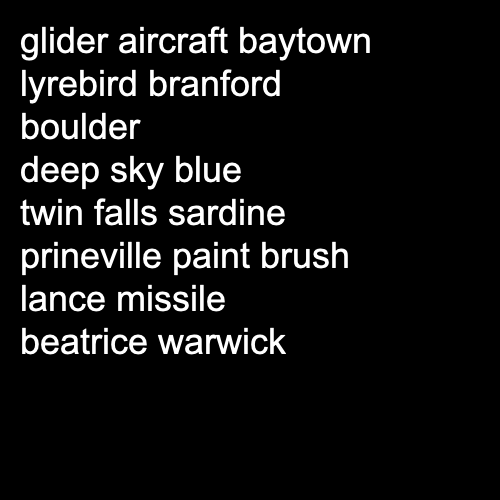 glider aircraft baytown
lyrebird branford
boulder
deep sky blue
twin falls sardine
prineville paint brush
lance missile
beatrice warwick